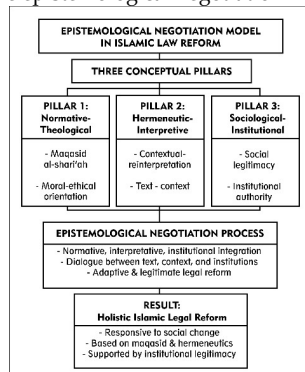 EPISTEMOLOGICAL NEGOTIATION MODEL
IN ISLAMIC LAW REFORM
THREE CONCEPTUAL PILLARS
PILLAR 1:
Normative-
Theological
- Maqasid
al-shari'ah
- Moral-ethical
orientation
PILLAR 2:
Hermeneutic-
Interpretive
- Contextual-
reinterpretation
- Text - context
PILLAR 3:
Sociological-
Institutional
- Social
legitimacy
- Institutional
authority
EPISTEMOLOGICAL NEGOTIATION PROCESS
- Normative, interpretive, institutional integration
- Dialogue between text, context, and institutions
- Adaptive & legitimate legal reform
RESULT:
Holistic Islamic Legal Reform
- Responsive to social change
- Based on maqasid & hermeneutics
- Supported by institutional legitimacy